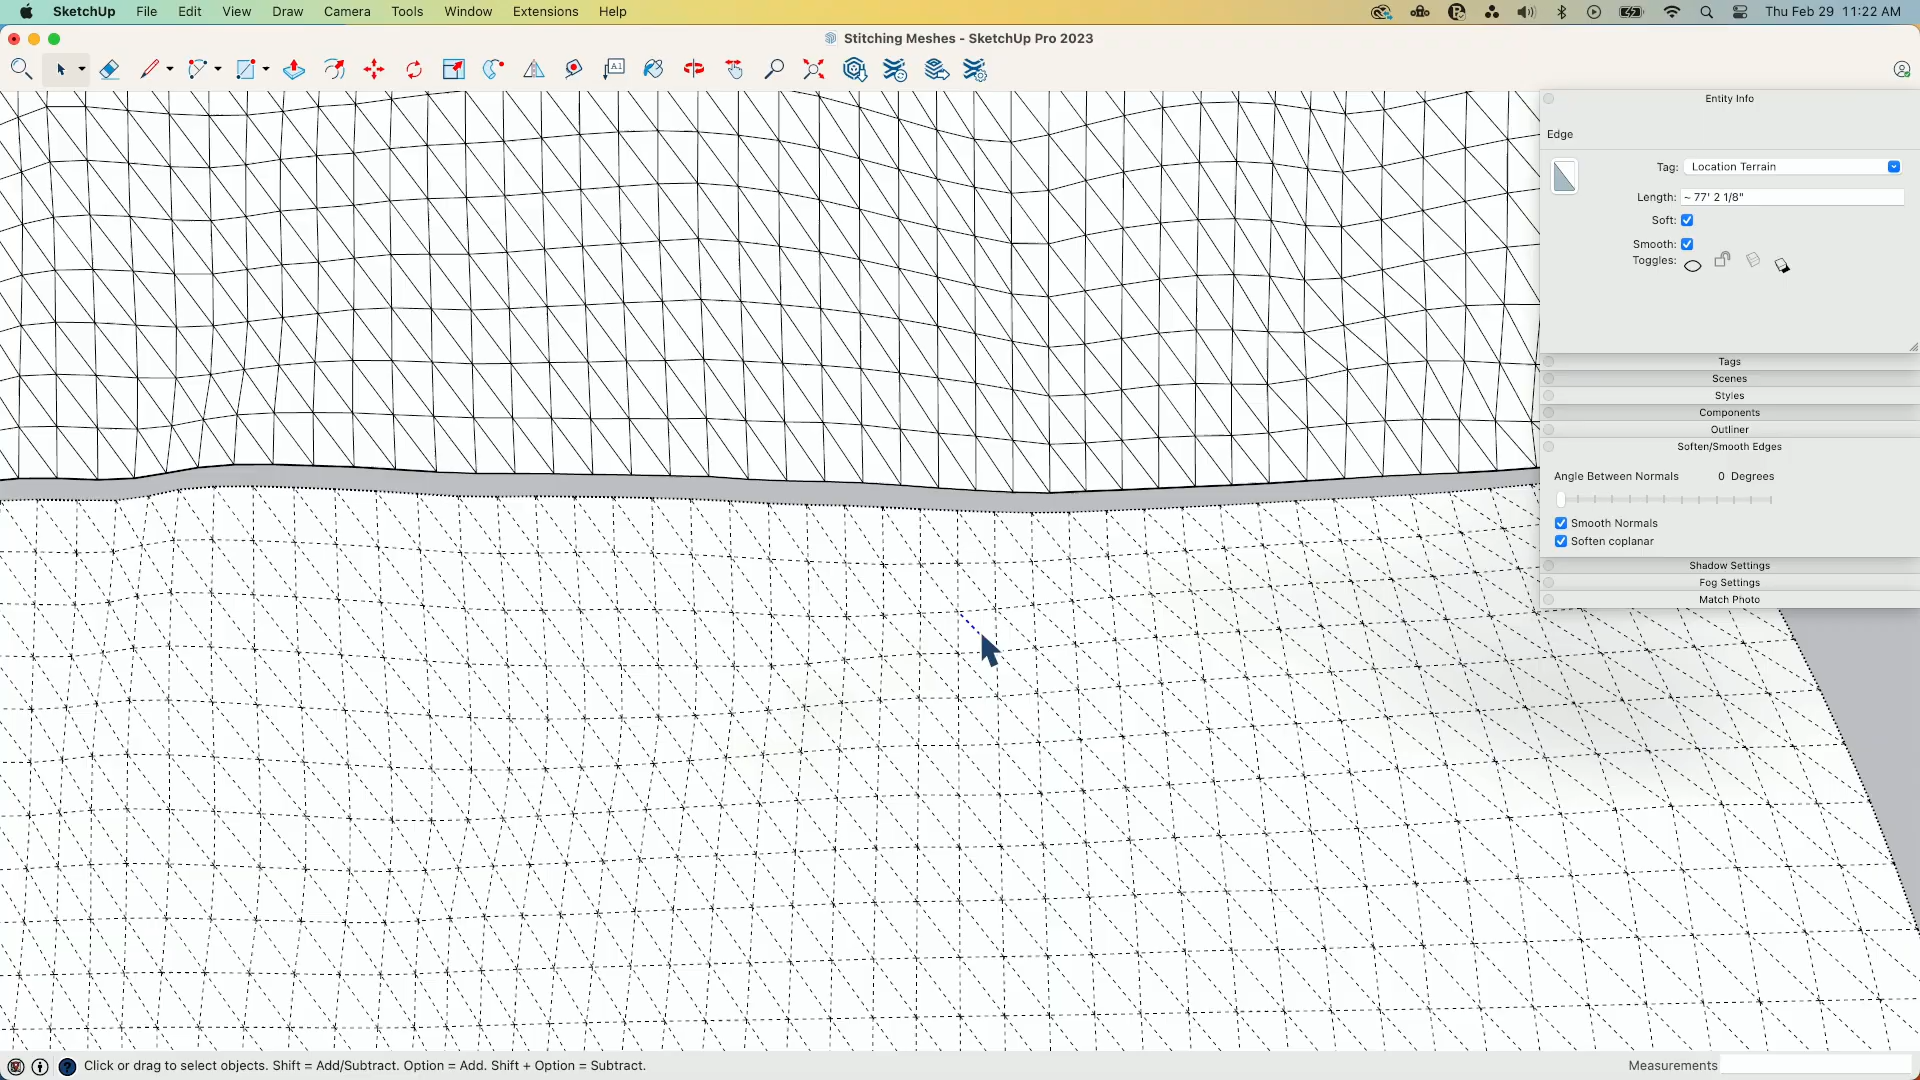 SketchUp File Edit View Draw Camera Tools Window Extensions Help Thu Feb 29 11:22 AM
Stitching Meshes - SketchUp Pro 2023
A1
Entity Info
Edge
Tag: Location Terrain
Length: ~ 77' 2 1/8"
Soft:
Smooth:
Toggles:
Tags
Scenes
Styles
Components
Outliner
Soften/Smooth Edges
Angle Between Normals 0 Degrees
Smooth Normals
Soften coplanar
Shadow Settings
Fog Settings
Match Photo
Click or drag to select objects. Shift = Add/Subtract. Option = Add. Shift + Option = Subtract. Measurements